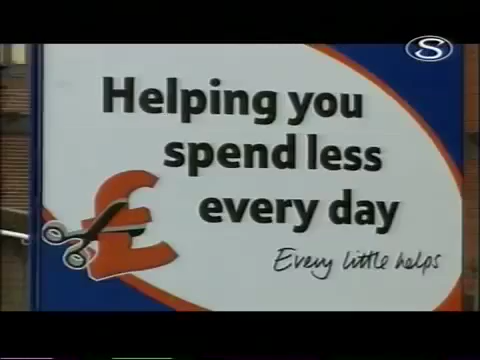 S
Helping you
spend less
every day
£
Every little helps